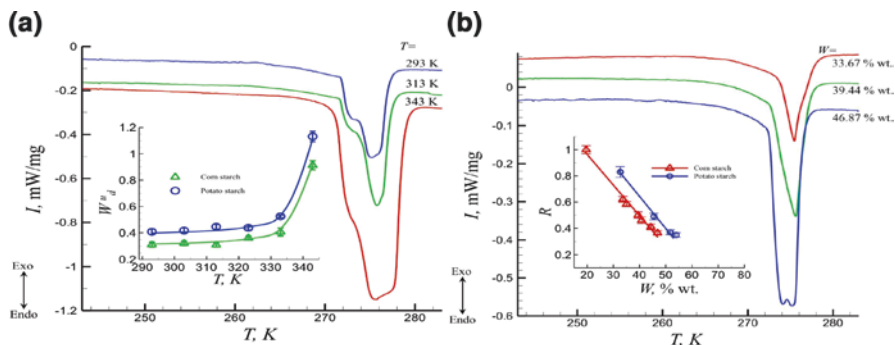 (a)
T=
293 K
313 K
343 K
0
-0.2
-0.4
-0.6
-0.8
-1
-1.2
I, mW/mg
Exo
Endo
250
260
270
280
T, K
1.2
1
0.8
0.6
0.4
0.2
W^u_d
Corn starch
Potato starch
290
300
310
320
330
340
T, K
(b)
W=
33.67 % wt.
39.44 % wt.
46.87 % wt.
0
-0.1
-0.2
-0.3
-0.4
-0.5
-0.6
I, mW/mg
Exo
Endo
250
260
270
280
T, K
1
0.8
0.6
0.4
R
Corn starch
Potato starch
20
30
40
50
60
70
80
W, % wt.